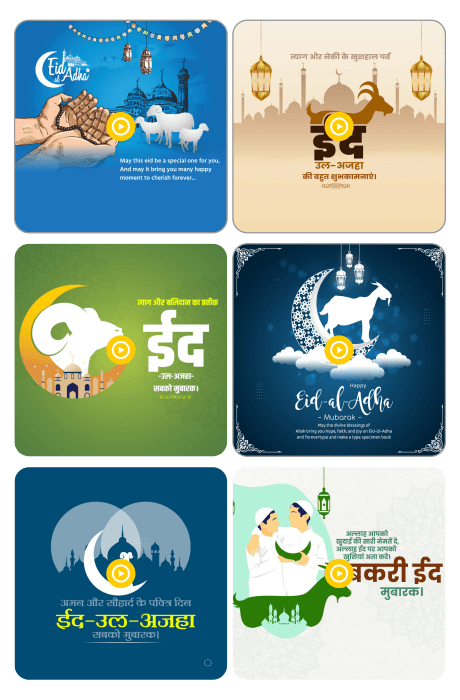 Eid
al Adha
May this eid be a special one for you,
And may it bring you many happy
moment to cherish forever...
त्याग और नेकी के खुशहाल पर्व
ईद
उल-अजहा
की बहुत शुभकामनाएं।
त्याग और बलिदान का प्रतीक
ईद
-उल-अजहा-
सबको मुबारक।
Happy
Eid-al-Adha
- Mubarak -
May the divine blessings of
Allah bring you hope, faith, and joy on Eid-Ul-Adha
and forevertype and make a type specimen book
अमन और सौहार्द के पवित्र दिन
ईद-उल-अजहा
सबको मुबारक।
अल्लाह आपको
खुदाई की सारी नेमतें दे,
अल्लाह ईद पर आपको
खुशियां अता करे।
बकरी ईद
मुबारक।